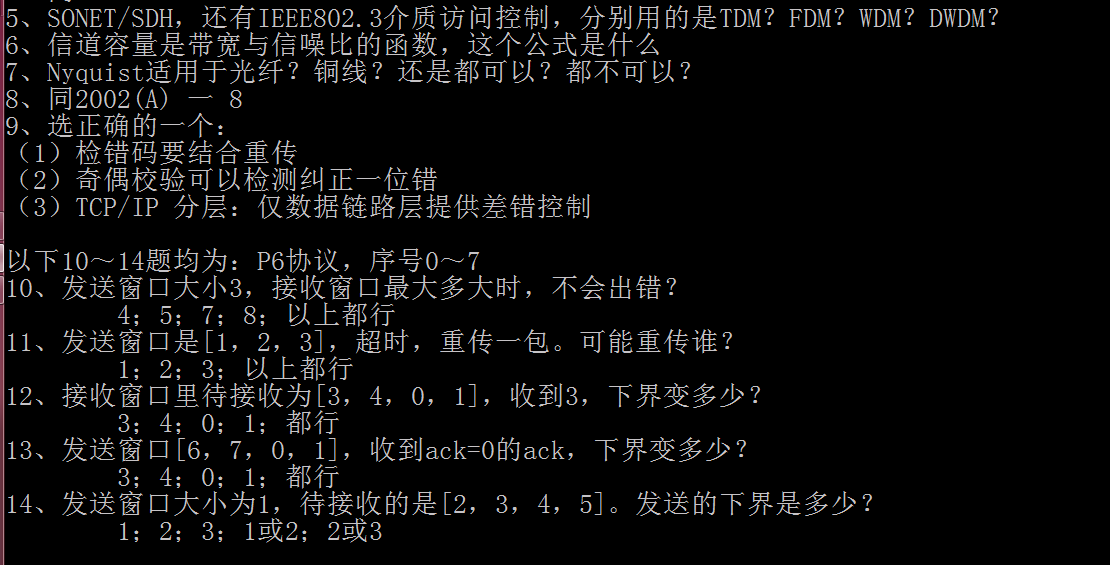 5、SONET/SDH，还有IEEE802.3介质访问控制，分别用的是TDM？FDM？WDM？DWDM？
6、信道容量是带宽与信噪比的函数，这个公式是什么
7、Nyquist适用于光纤？铜线？还是都可以？都不可以？
8、同2002(A) 一 8
9、选正确的一个：
（1）检错码要结合重传
（2）奇偶校验可以检测纠正一位错
（3）TCP/IP 分层：仅数据链路层提供差错控制
以下10～14题均为：P6协议，序号0～7
10、发送窗口大小3，接收窗口最大多大时，不会出错？
4；5；7；8；以上都行
11、发送窗口是[1，2，3]，超时，重传一包。可能重传谁？
1；2；3；以上都行
12、接收窗口里待接收为[3，4，0，1]，收到3，下界变多少？
3；4；0；1；都行
13、发送窗口[6，7，0，1]，收到ack=0的ack，下界变多少？
3；4；0；1；都行
14、发送窗口大小为1，待接收的是[2，3，4，5]。发送的下界是多少？
1；2；3；1或2；2或3